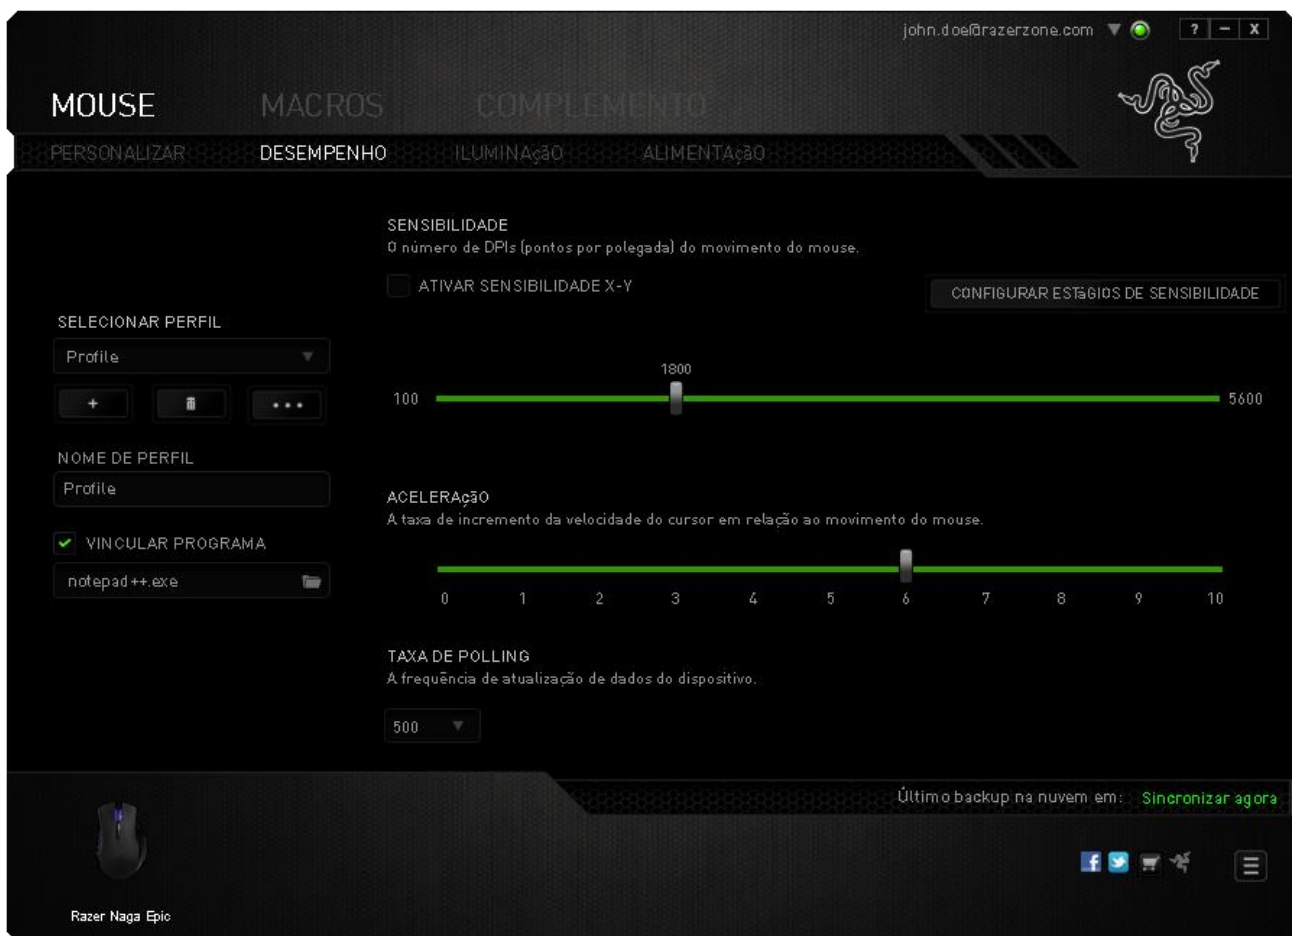 john.doe@razerzone.com
? – X
MOUSE MACROS COMPLEMENTO
PERSONALIZAR DESEMPENHO ILUMINAçãO ALIMENTAçãO
SENSIBILIDADE
O número de DPIs (pontos por polegada) do movimento do mouse.
ATIVAR SENSIBILIDADE X-Y
CONFIGURAR ESTáGIOS DE SENSIBILIDADE
SELECIONAR PERFIL
Profile
1800
100 5600
+ •••
NOME DE PERFIL
Profile
ACELERAçãO
A taxa de incremento da velocidade do cursor em relação ao movimento do mouse.
VINCULAR PROGRAMA
notepad++.exe
0 1 2 3 4 5 6 7 8 9 10
TAXA DE POLLING
A frequência de atualização de dados do dispositivo.
500
Último backup na nuvem em: Sincronizar agora
Razer Naga Epic